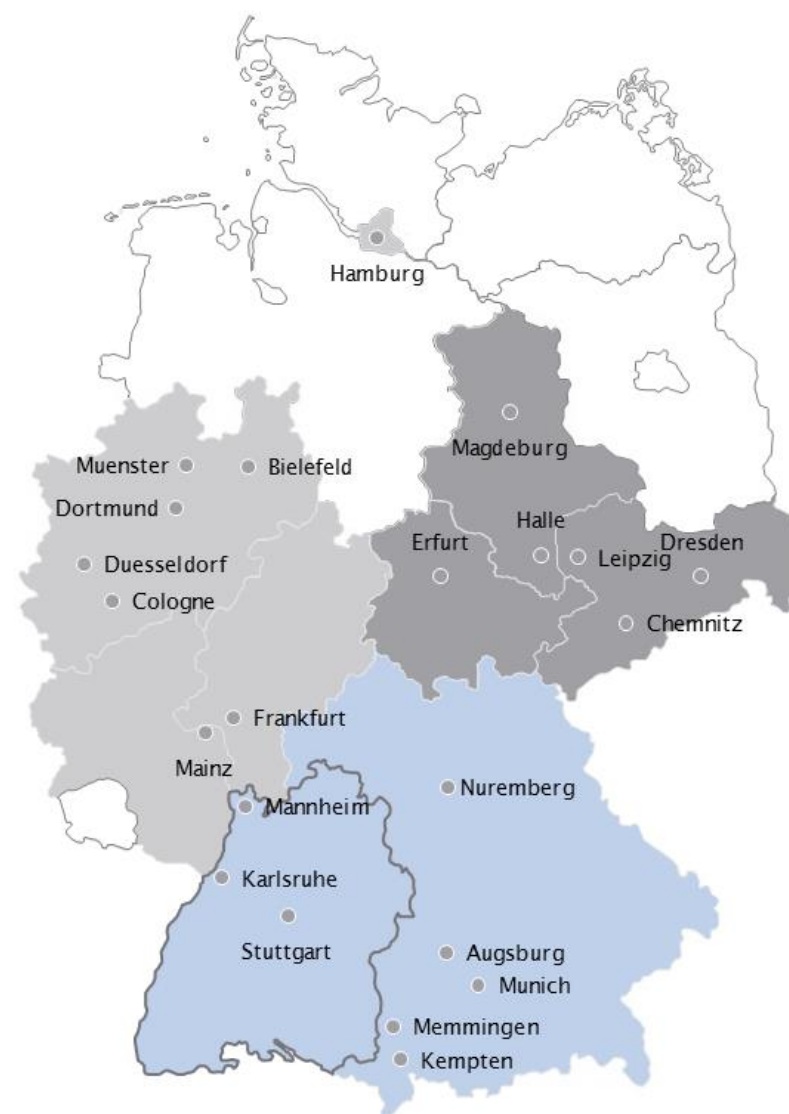 Hamburg
Magdeburg
Muenster
Bielefeld
Dortmund
Halle
Erfurt
Dresden
Leipzig
Duesseldorf
Cologne
Chemnitz
Frankfurt
Mainz
Nuremberg
Mannheim
Karlsruhe
Stuttgart
Augsburg
Munich
Memmingen
Kempten